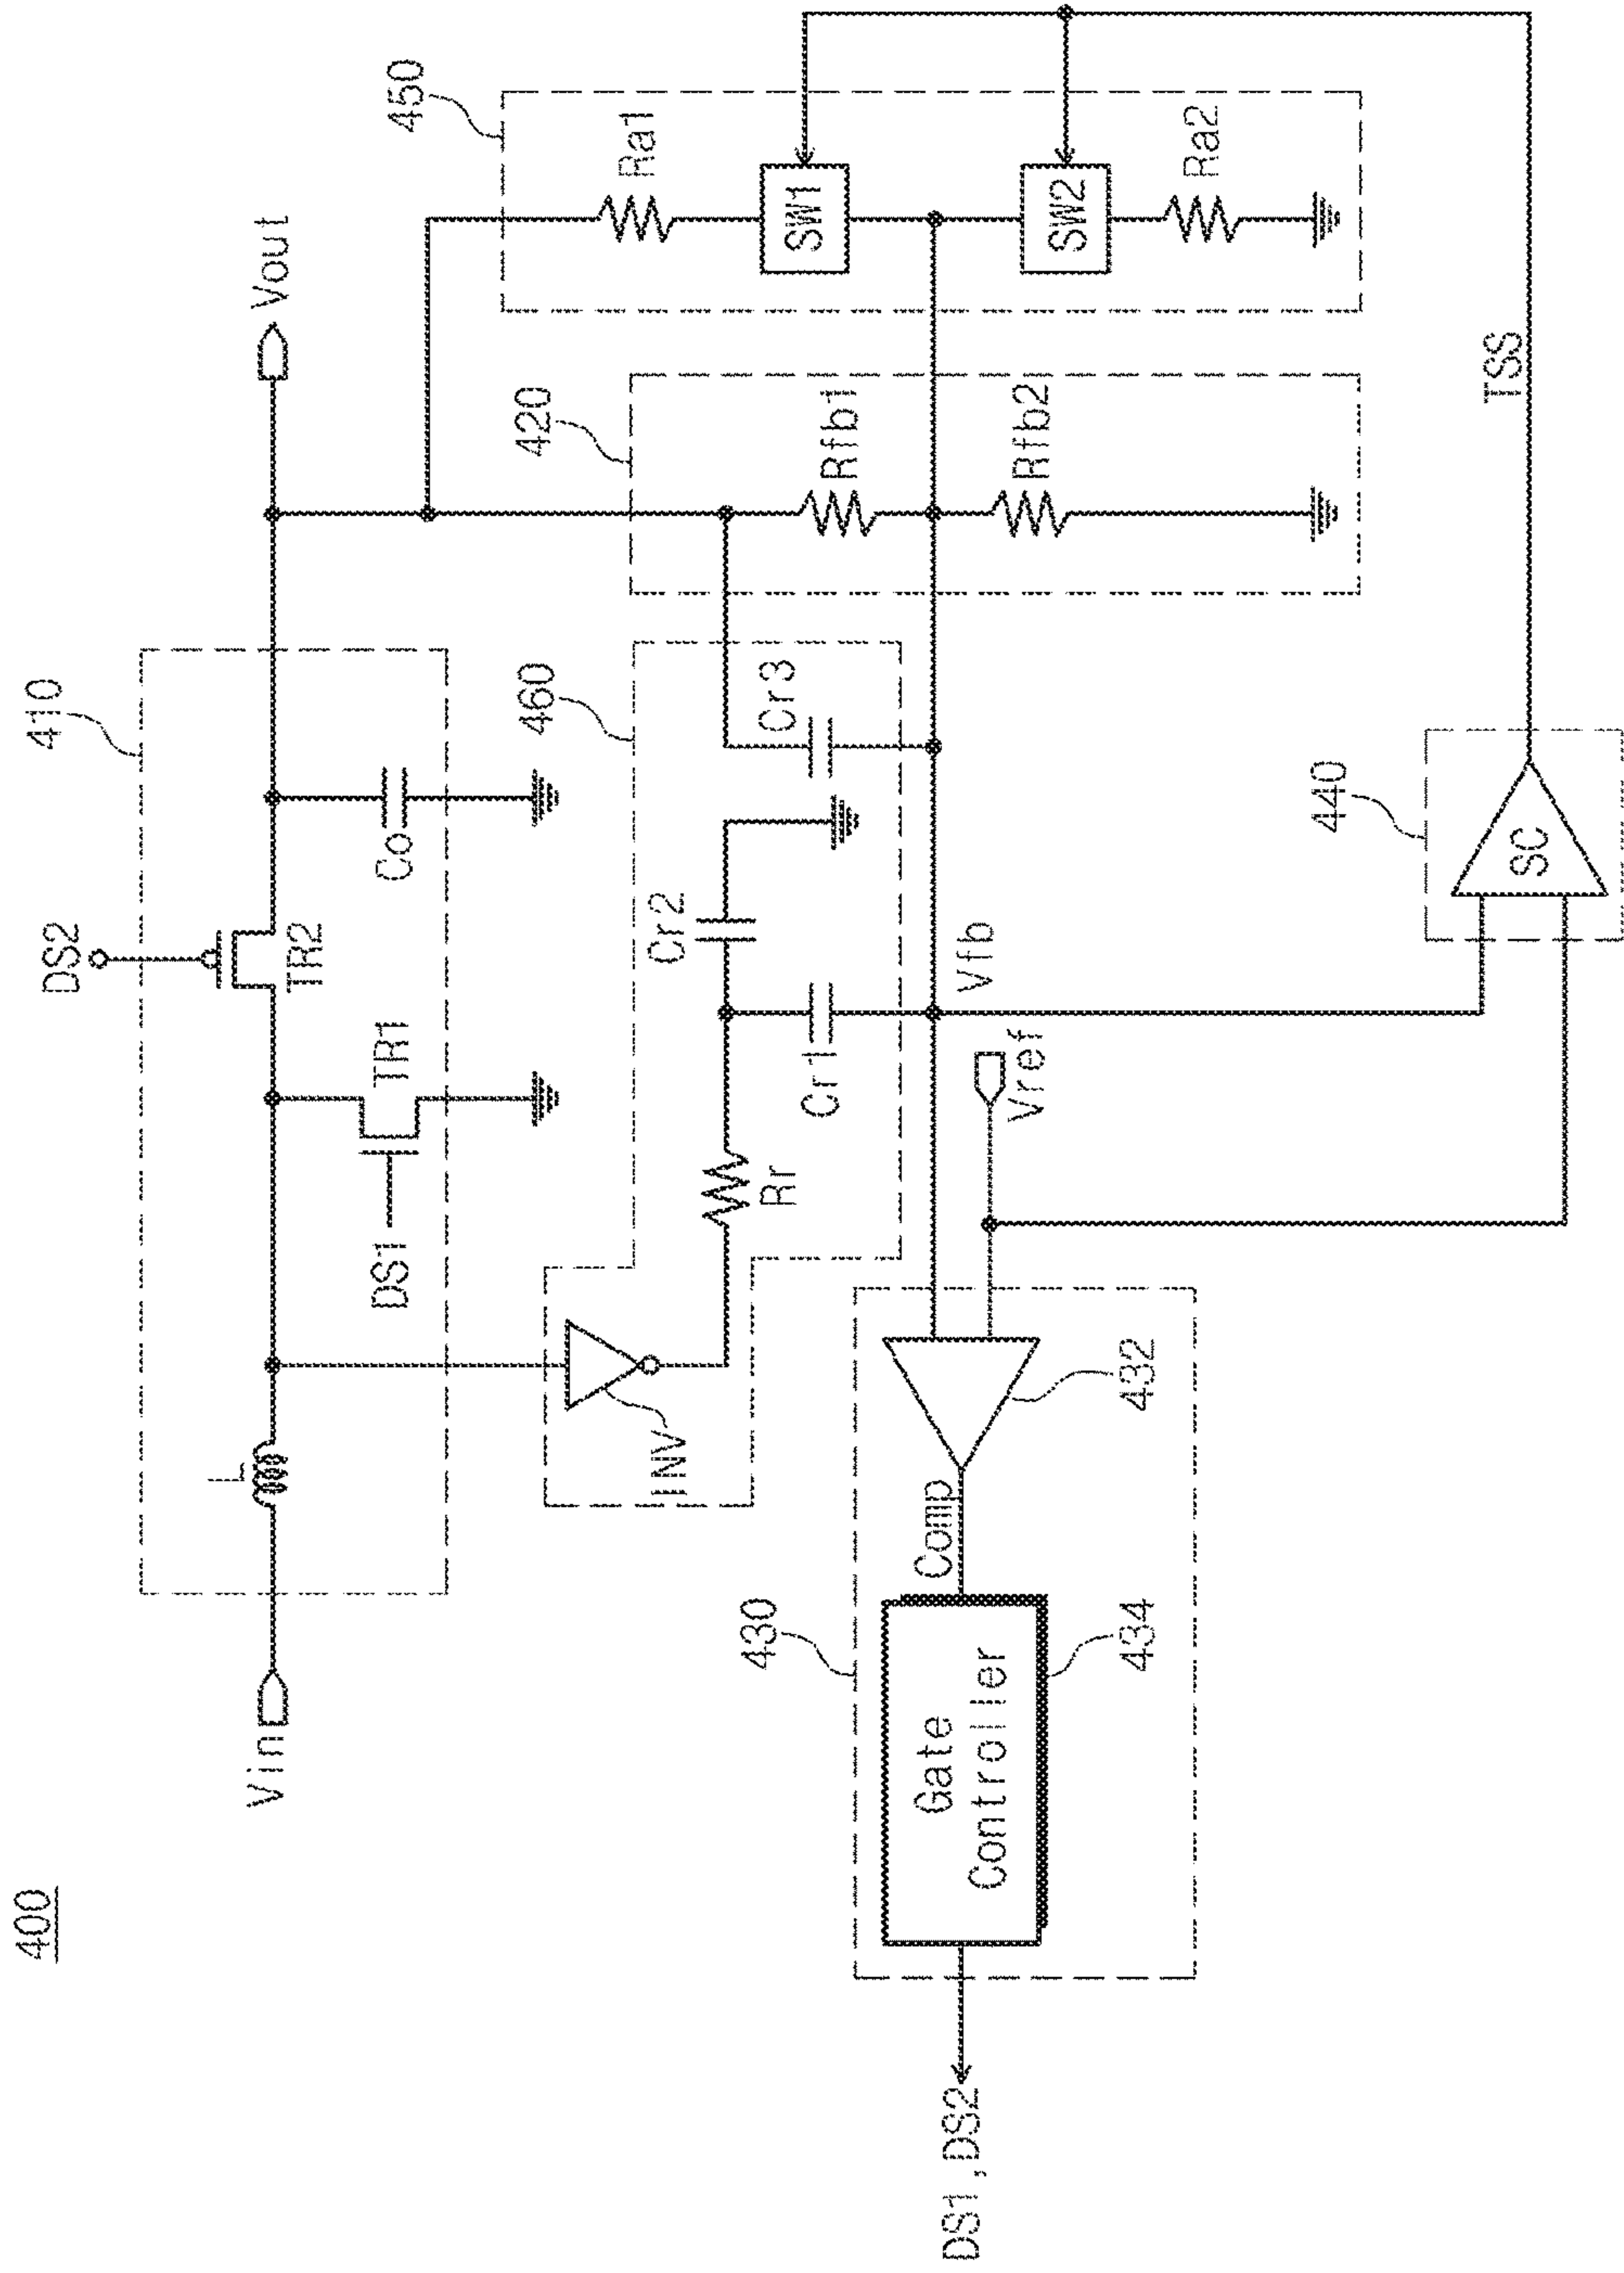 400
410
DS2
L
TR2
TR1
DS1
Co
Vin
Vout
450
Ra1
SW1
SW2
Ra2
420
Rfb1
Rfb2
460
INV
Rr
Cr2
Cr1
Cr3
Vfb
Vref
430
Gate
Controller
Comp
432
434
DS1,DS2
440
SC
TSS